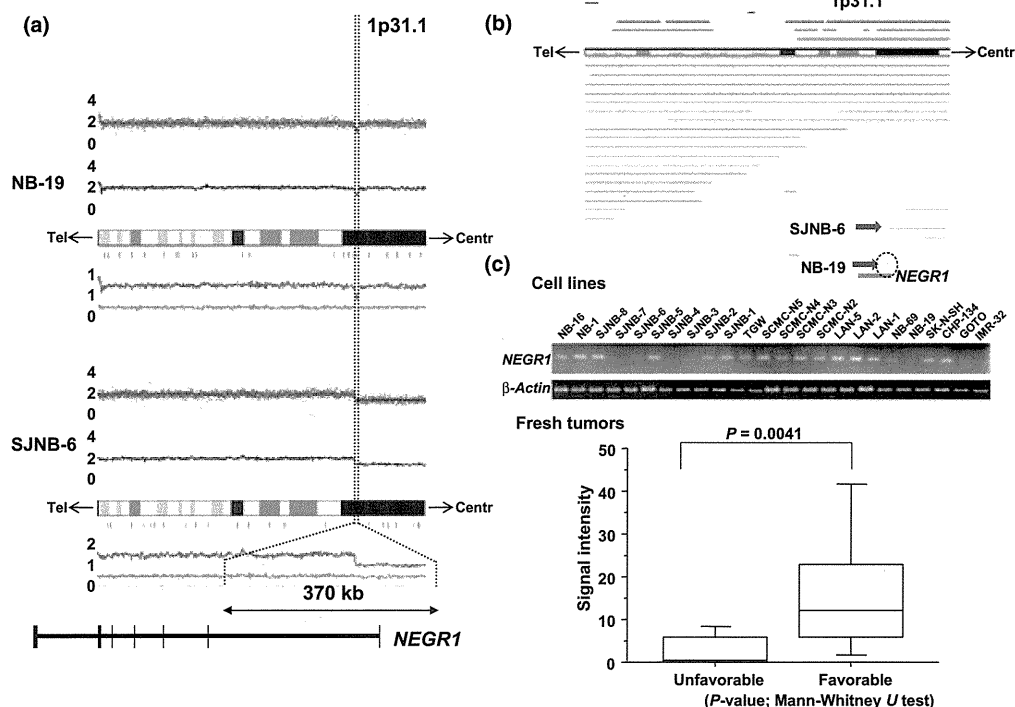 (a)
1p31.1
4
2
0
NB-19
4
2
0
Tel
Centr
1
1
0
4
2
0
SJNB-6
4
2
0
Tel
Centr
2
1
0
370 kb
NEGR1
(b)
1p31.1
Tel
Centr
SJNB-6
NB-19
NEGR1
(c)
Cell lines
NB-16
NB-1
SJNB-8
SJNB-7
SJNB-6
SJNB-5
SJNB-4
SJNB-3
SJNB-2
SJNB-1
TGW
SCMC-N5
SCMC-N4
SCMC-N3
SCMC-N2
LAN-5
LAN-2
LAN-1
NB-69
NB-19
SK-N-SH
CHP-134
GOTO
IMR-32
NEGR1
β-Actin
Fresh tumors
P = 0.0041
50
40
30
20
10
0
Signal intensity
Unfavorable
Favorable
(P-value; Mann-Whitney U test)